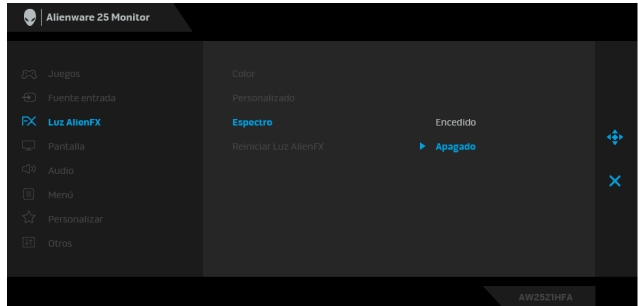 Alienware 25 Monitor
Juegos
Color
Fuente entrada
Personalizado
FX Luz AlienFX
Espectro
Encedido
Pantalla
Reiniciar Luz AlienFX
Apagado
Audio
Menú
Personalizar
Otros
AW2521HFA